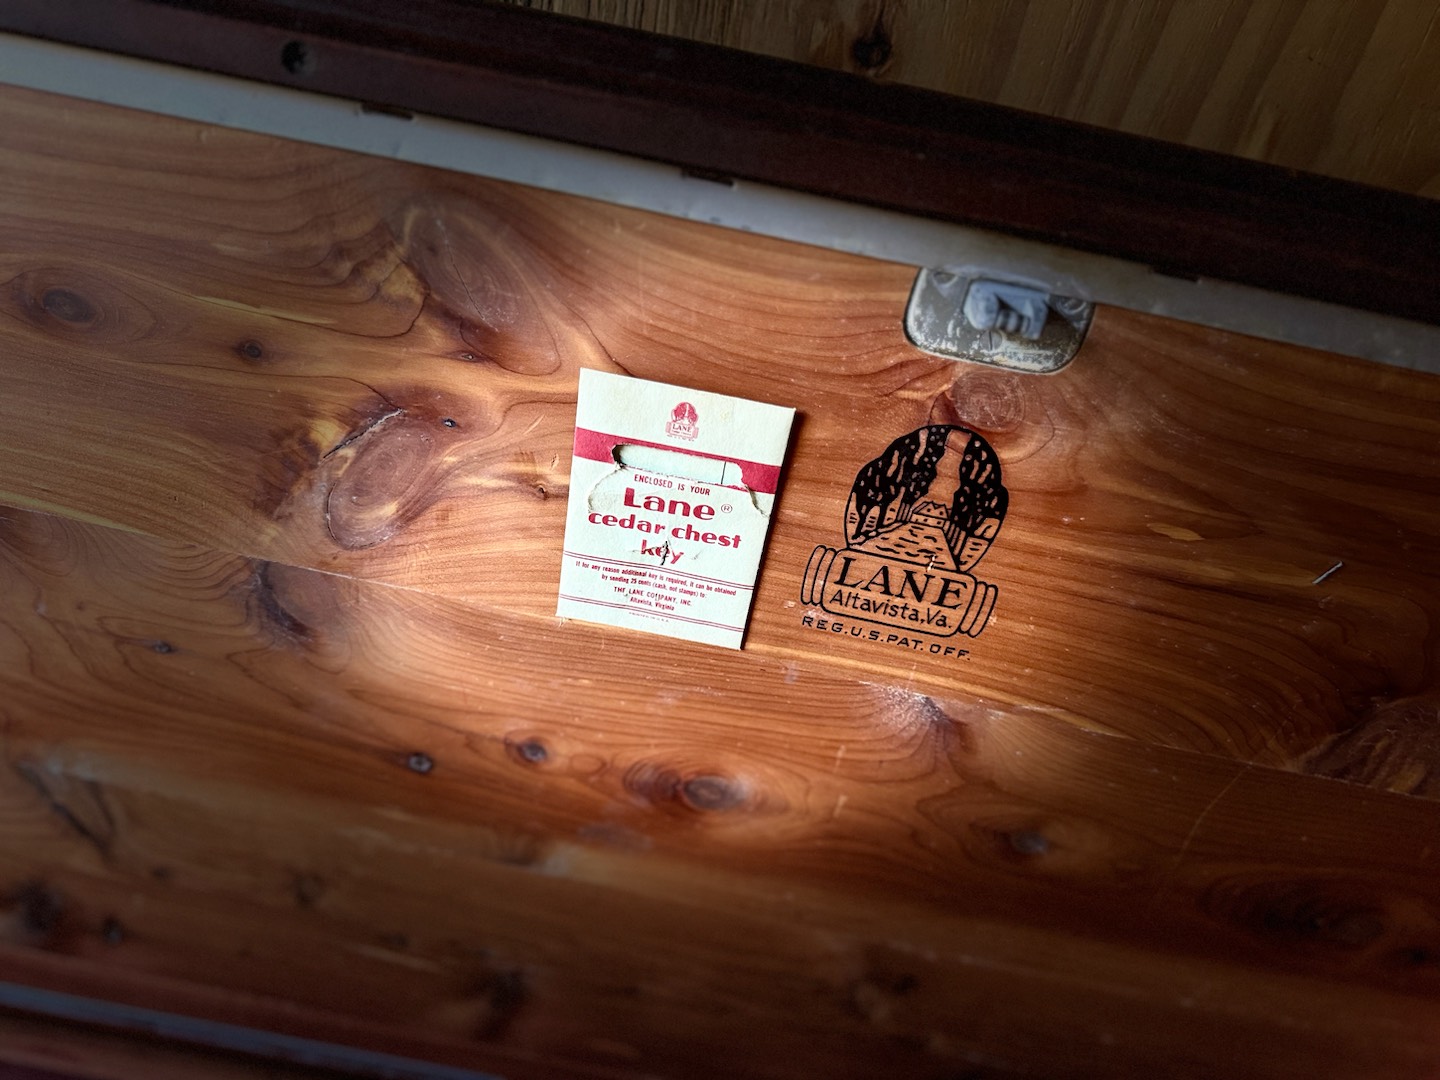 LANE
ENCLOSED IS YOUR
Lane®
cedar chest
key
If for any reason additional key is required, it can be obtained
by sending 25 cents (cash, not stamps) to:
THE LANE COMPANY, INC.
Altavista, Virginia
LANE
Altavista, Va.
REG. U.S. PAT. OFF.